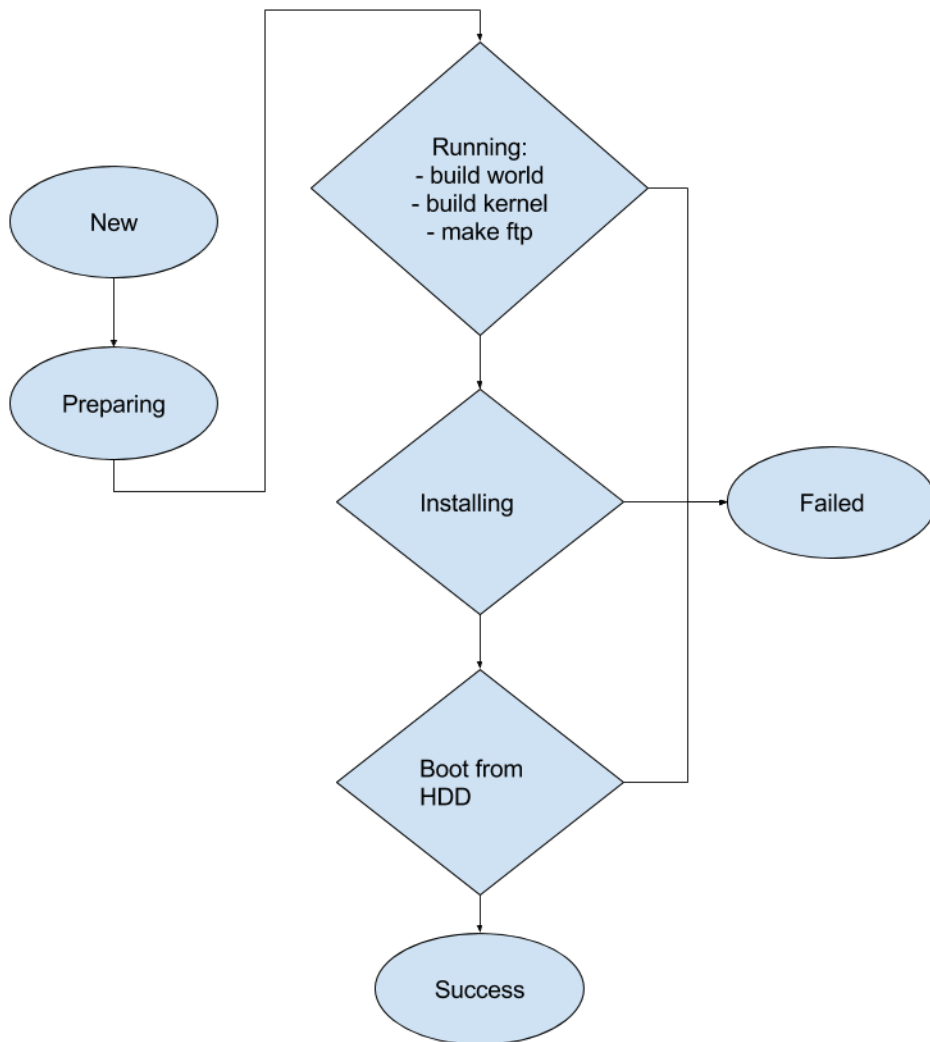 New
Preparing
Running:
- build world
- build kernel
- make ftp
Installing
Failed
Boot from
HDD
Success